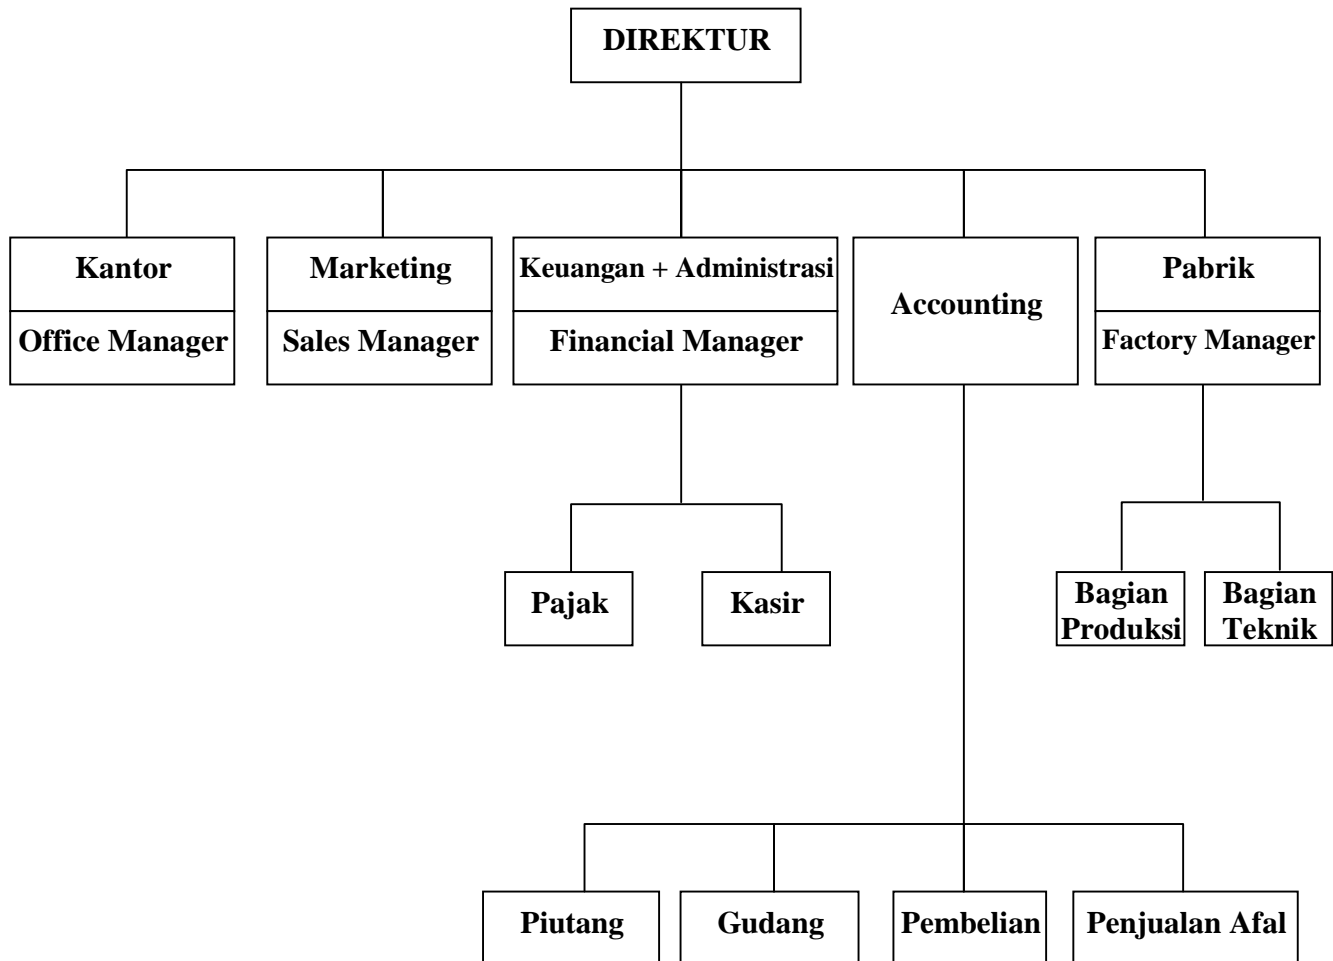 DIREKTUR
Kantor
Office Manager
Marketing
Sales Manager
Keuangan + Administrasi
Financial Manager
Accounting
Pabrik
Factory Manager
Pajak
Kasir
Bagian
Produksi
Bagian
Teknik
Piutang
Gudang
Pembelian
Penjualan Afal